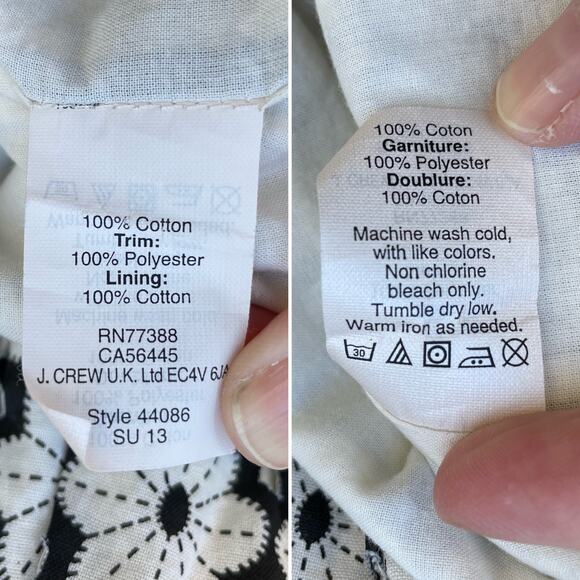 100% Cotton
Trim:
100% Polyester
Lining:
100% Cotton
RN77388
CA56445
J. CREW U.K. Ltd EC4V 6JA
Style 44086
SU 13
100% Coton
Garniture:
100% Polyester
Doublure:
100% Coton
Machine wash cold,
with like colors.
Non chlorine
bleach only.
Tumble dry low.
Warm iron as needed.
30